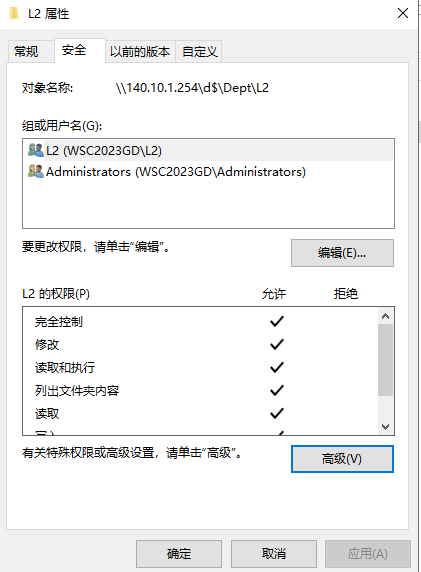 L2 属性
常规 安全 以前的版本 自定义
对象名称: \\140.10.1.254\d$\Dept\L2
组或用户名(G):
L2 (WSC2023GD\L2)
Administrators (WSC2023GD\Administrators)
要更改权限，请单击“编辑”。 编辑(E)...
L2 的权限(P) 允许 拒绝
完全控制
修改
读取和执行
列出文件夹内容
读取
有关特殊权限或高级设置，请单击“高级”。 高级(V)
确定 取消 应用(A)